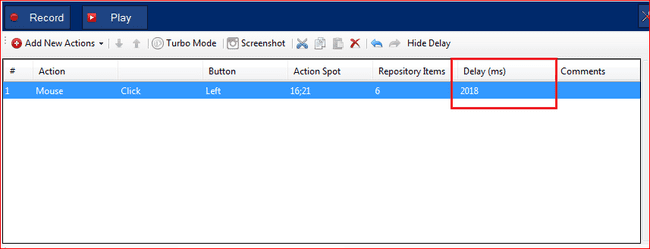 Record Play
Add New Actions Turbo Mode Screenshot Hide Delay
# Action Button Action Spot Repository Items Delay (ms) Comments
1 Mouse Click Left 16;21 6 2018